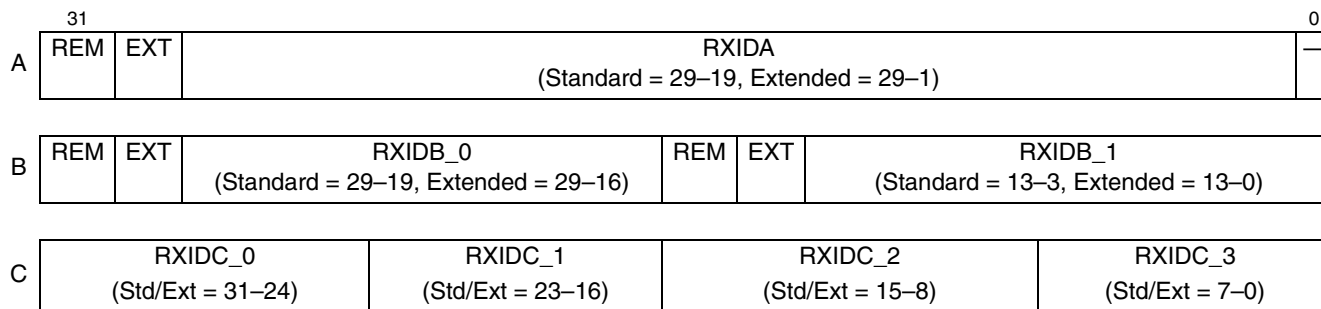 31 0
A REM EXT RXIDA —
(Standard = 29–19, Extended = 29–1)
B REM EXT RXIDB_0 REM EXT RXIDB_1
(Standard = 29–19, Extended = 29–16) (Standard = 13–3, Extended = 13–0)
C RXIDC_0 RXIDC_1 RXIDC_2 RXIDC_3
(Std/Ext = 31–24) (Std/Ext = 23–16) (Std/Ext = 15–8) (Std/Ext = 7–0)